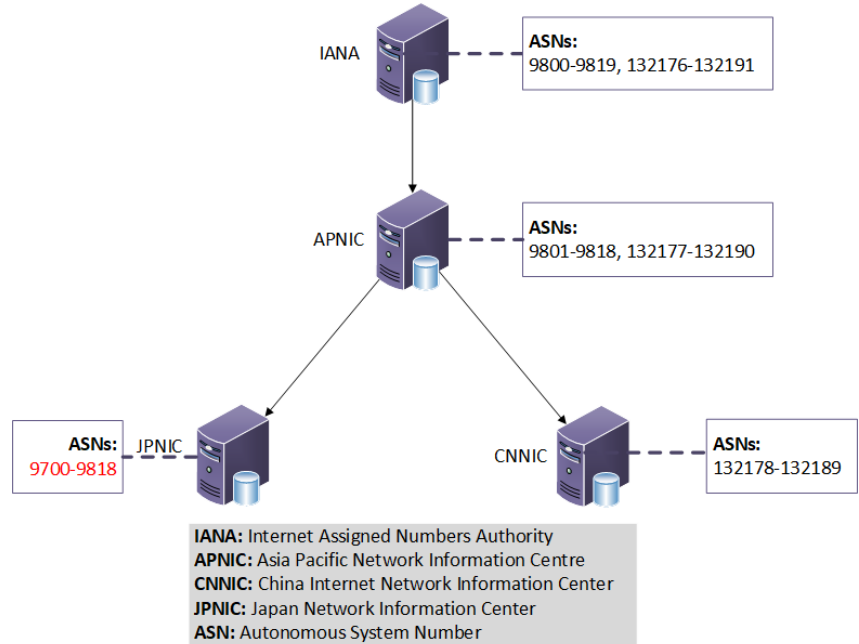 IANA
ASNs:
9800-9819, 132176-132191
APNIC
ASNs:
9801-9818, 132177-132190
ASNs:
9700-9818
JPNIC
CNNIC
ASNs:
132178-132189
IANA: Internet Assigned Numbers Authority
APNIC: Asia Pacific Network Information Centre
CNNIC: China Internet Network Information Center
JPNIC: Japan Network Information Center
ASN: Autonomous System Number